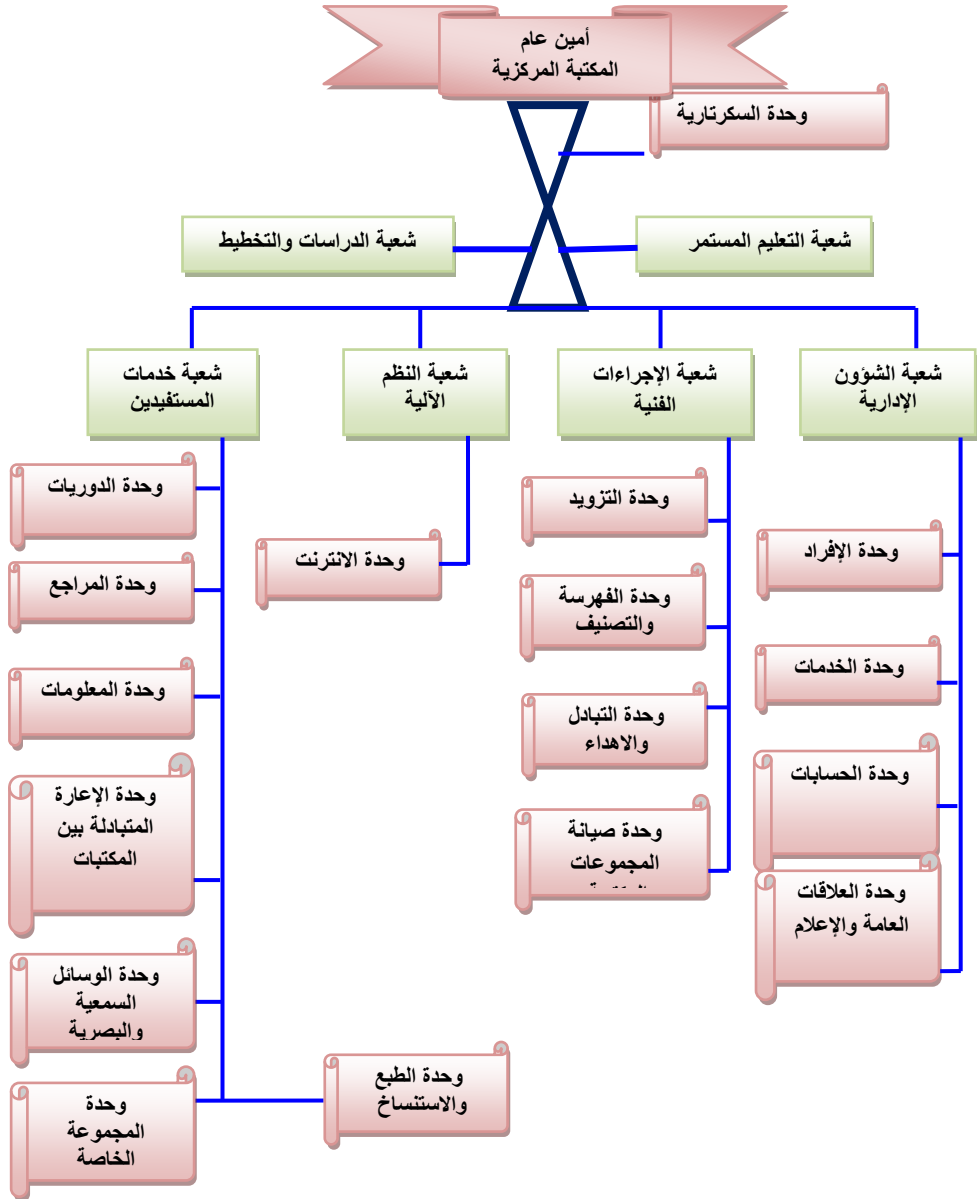 أمين عام
المكتبة المركزية
وحدة السكرتارية
شعبة التعليم المستمر
شعبة الدراسات والتخطيط
شعبة الشؤون
الإدارية
شعبة الإجراءات
الفنية
شعبة النظم
الآلية
شعبة خدمات
المستفيدين
وحدة الإفراد
وحدة الخدمات
وحدة الحسابات
وحدة العلاقات
العامة والإعلام
وحدة التزويد
وحدة الفهرسة
والتصنيف
وحدة التبادل
والاهداء
وحدة صيانة
المجموعات
وحدة الانترنت
وحدة الدوريات
وحدة المراجع
وحدة المعلومات
وحدة الإعارة
المتبادلة بين
المكتبات
وحدة الوسائل
السمعية
والبصرية
وحدة
المجموعة
الخاصة
وحدة الطبع
والاستنساخ